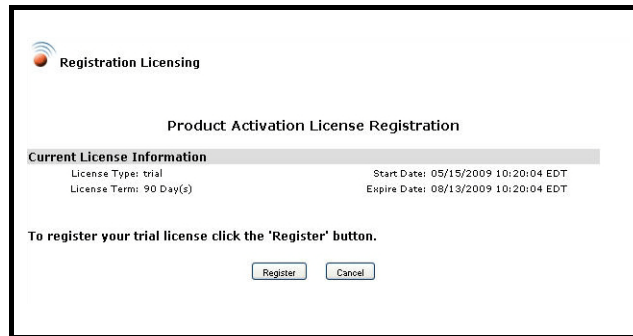 Registration Licensing
Product Activation License Registration
Current License Information
License Type: trial Start Date: 05/15/2009 10:20:04 EDT
License Term: 90 Day(s) Expire Date: 08/13/2009 10:20:04 EDT
To register your trial license click the 'Register' button.
Register Cancel